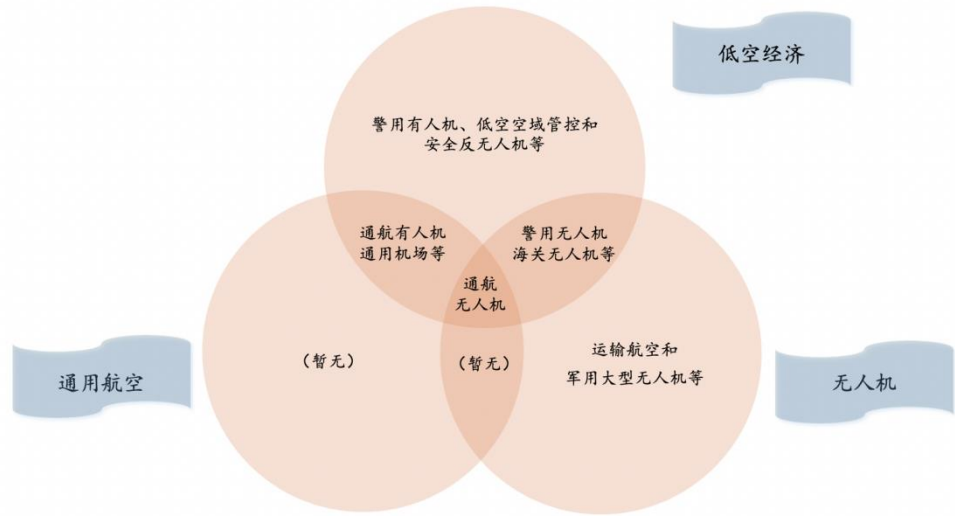 低空经济
警用有人机、低空空域管控和
安全反无人机等
通航有人机
通用机场等
警用无人机
海关无人机等
通航
无人机
（暂无）
（暂无）
运输航空和
军用大型无人机等
通用航空
无人机